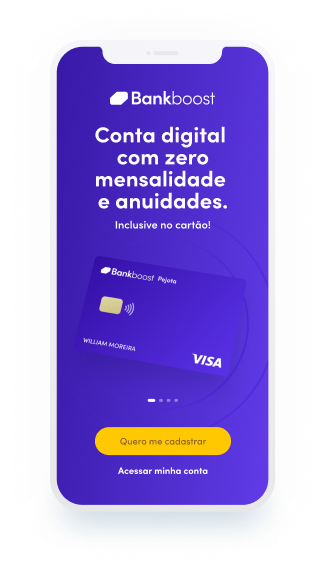 Bankboost
Conta digital
com zero
mensalidade
e anuidades.
Inclusive no cartão!
Bankboost Pejota
WILLIAM MOREIRA
VISA
Quero me cadastrar
Acessar minha conta